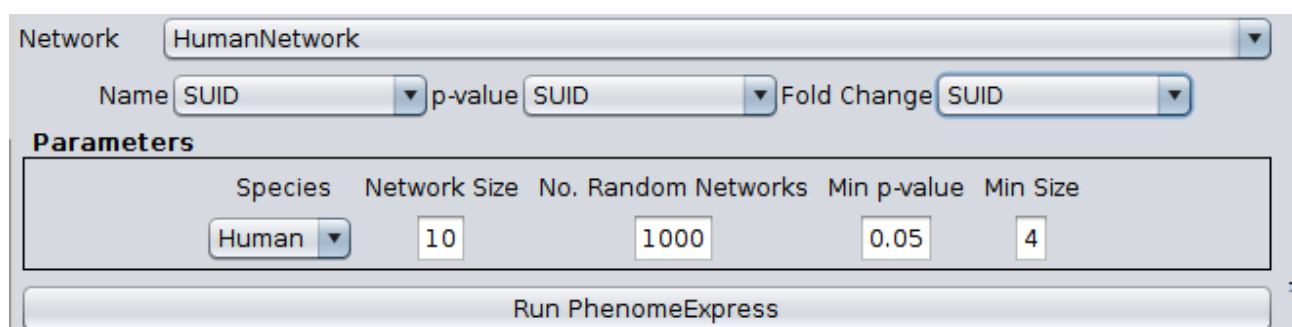 Network HumanNetwork
Name SUID p-value SUID Fold Change SUID
Parameters
Species Network Size No. Random Networks Min p-value Min Size
Human 10 1000 0.05 4
Run PhenomeExpress